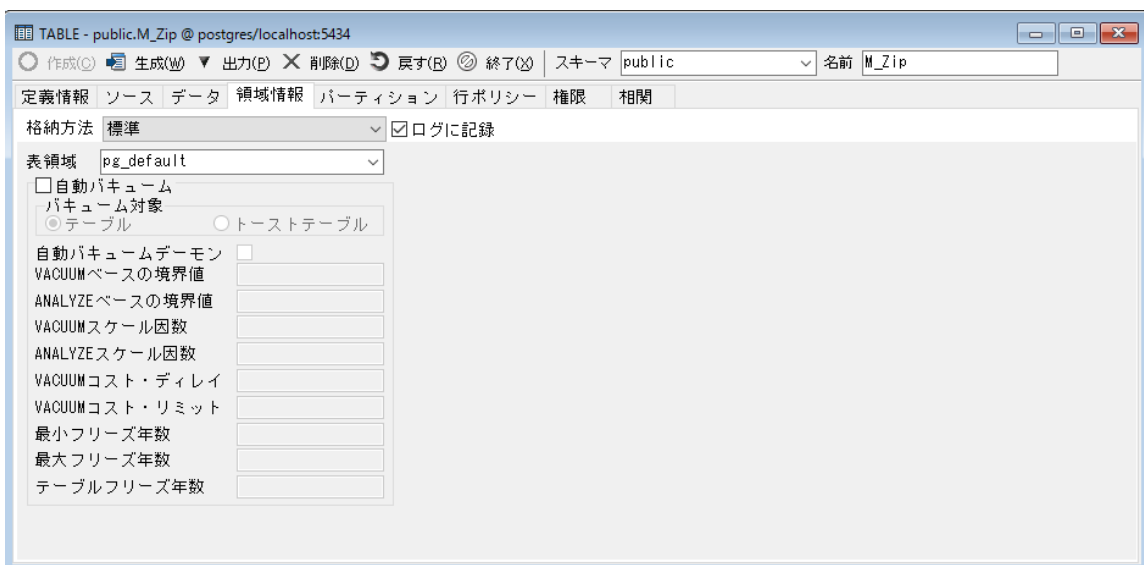 TABLE - public.M_Zip @ postgres/localhost:5434
作成(C) 生成(W) ▼ 出力(P) 削除(D) 戻す(R) 終了(X) スキーマ public 名前 M_Zip
定義情報 ソース データ 領域情報 パーティション 行ポリシー 権限 相関
格納方法 標準 ログに記録
表領域 pg_default
自動バキューム
バキューム対象
テーブル トーストテーブル
自動バキュームデーモン
VACUUMベースの境界値
ANALYZEベースの境界値
VACUUMスケール因数
ANALYZEスケール因数
VACUUMコスト・ディレイ
VACUUMコスト・リミット
最小フリーズ年数
最大フリーズ年数
テーブルフリーズ年数